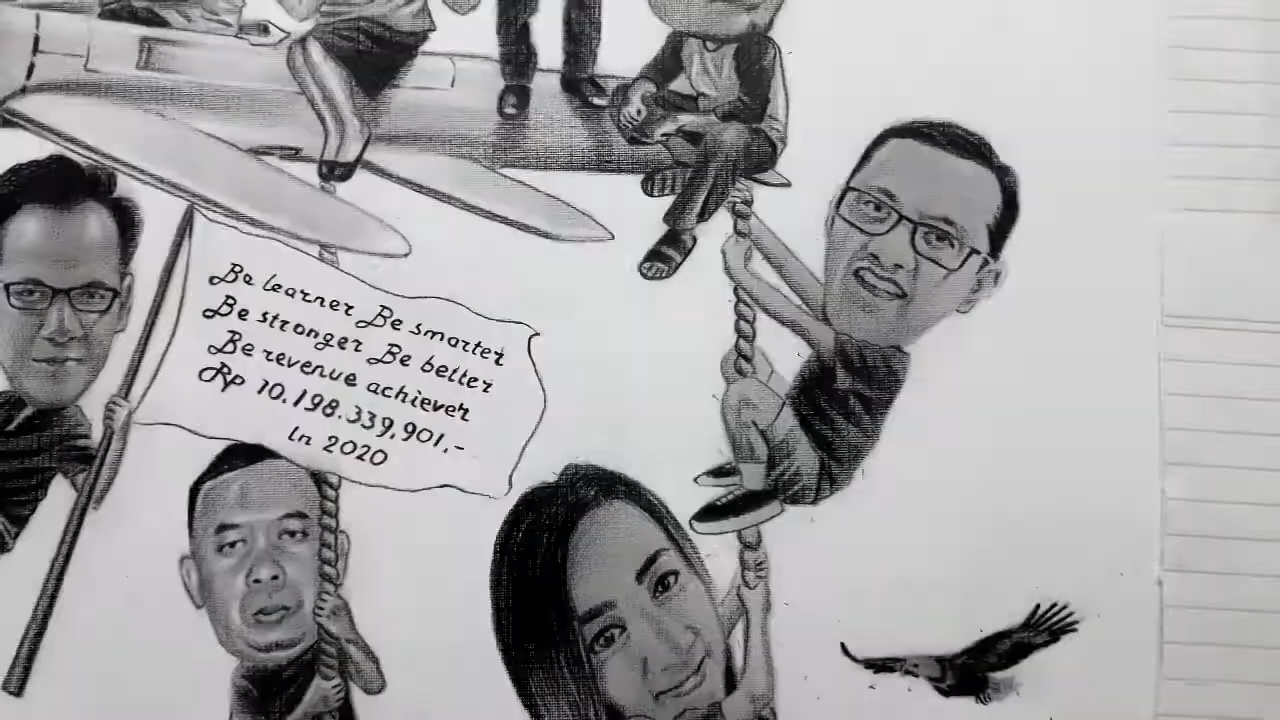 Be learner Be smarter
Be stronger Be better
Be revenue achiever
Rp 10.198.339.901,-
In 2020